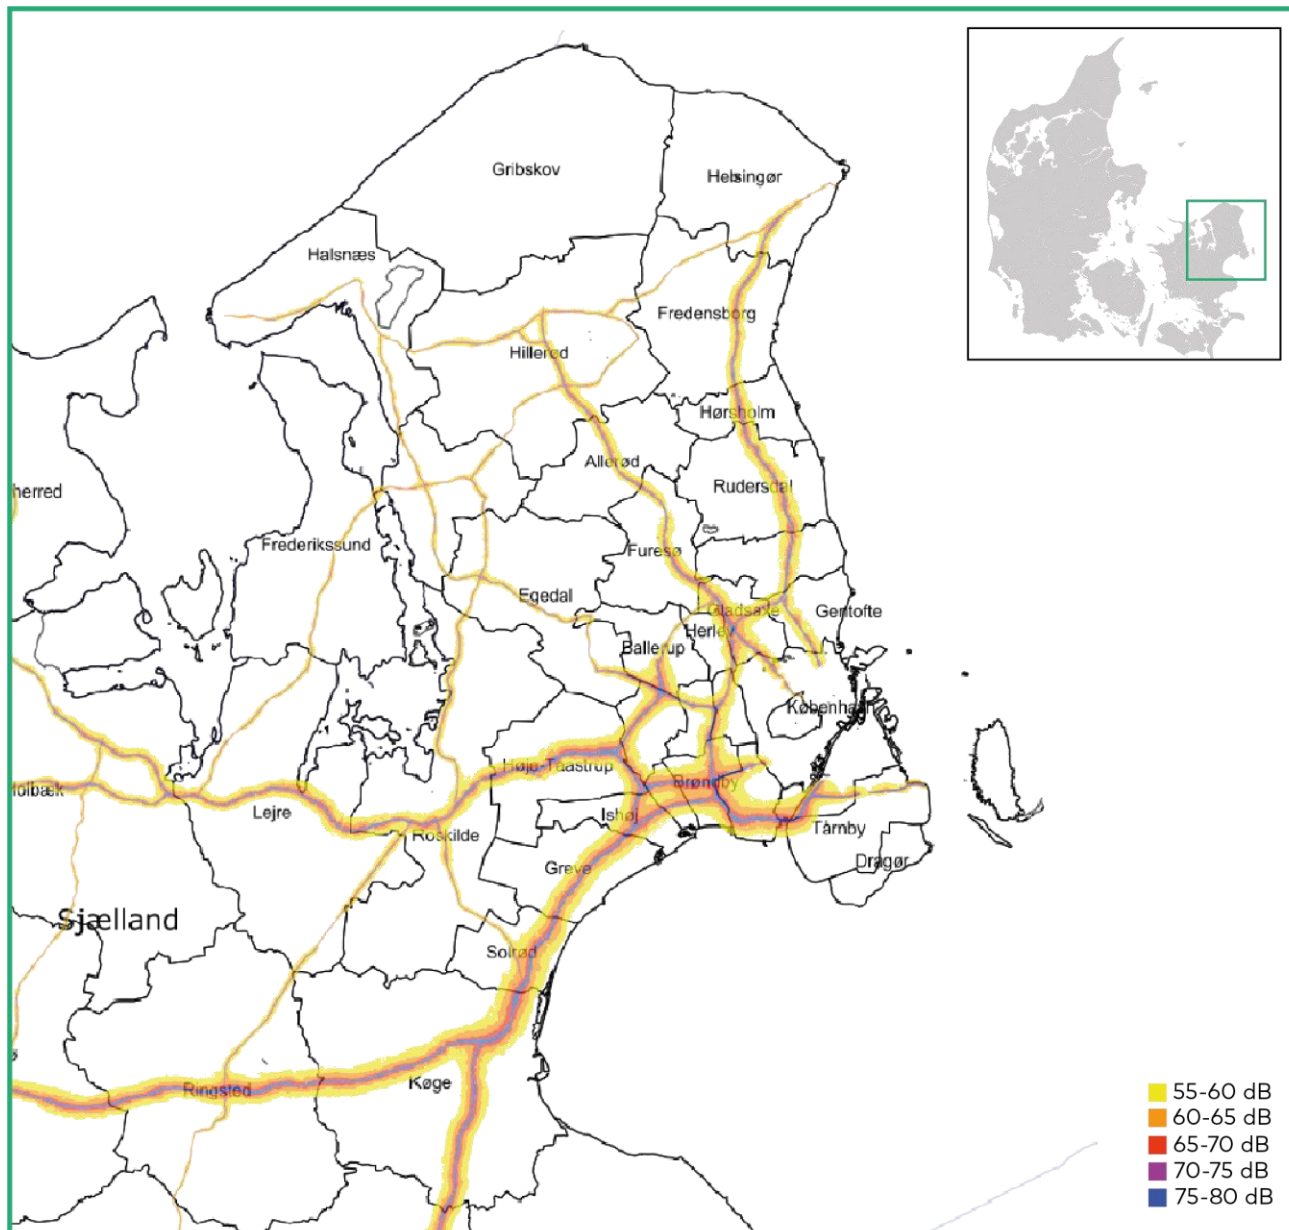 Gribskov
Helsingør
Halsnæs
Fredensborg
Hillerød
Hørsholm
Allerød
Rudersdal
herred
Frederikssund
Furesø
Egedal
Gladsaxe
Gentofte
Herlev
Ballerup
København
Høje-Taastrup
Brøndby
Holbæk
Lejre
Ishøj
Roskilde
Tårnby
Greve
Dragør
Sjælland
Solrød
Ringsted
Køge
55-60 dB
60-65 dB
65-70 dB
70-75 dB
75-80 dB